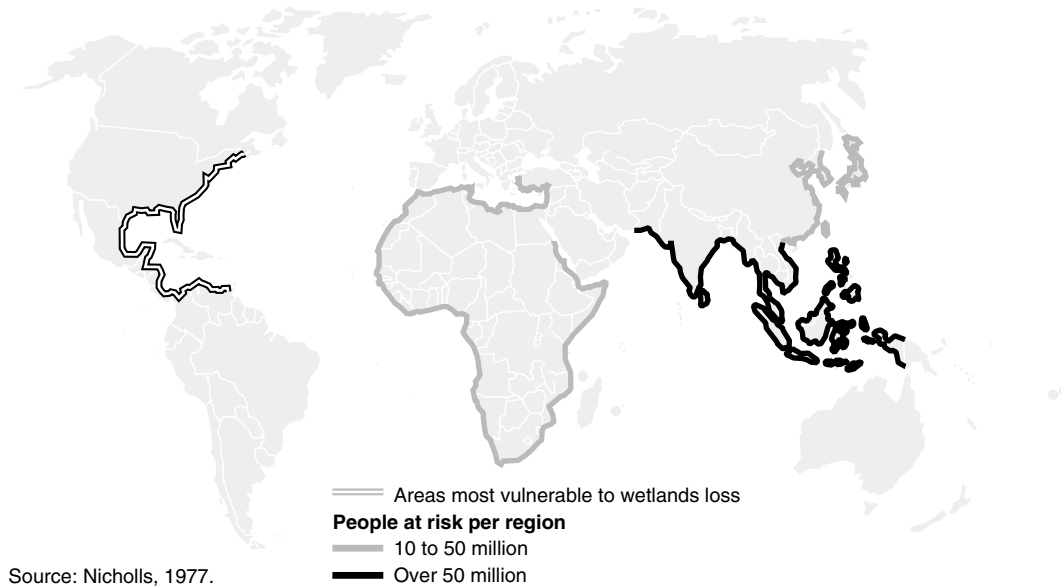 Areas most vulnerable to wetlands loss
People at risk per region
10 to 50 million
Over 50 million
Source: Nicholls, 1977.